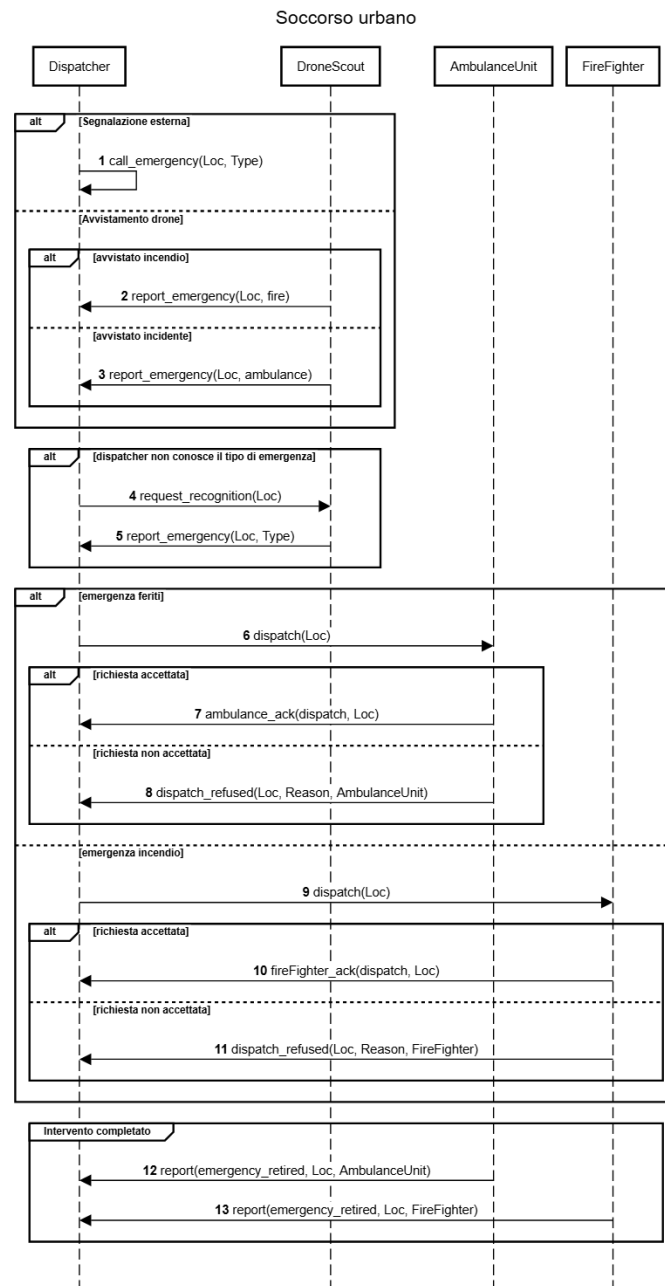 Soccorso urbano
Dispatcher
DroneScout
AmbulanceUnit
FireFighter
alt [Segnalazione esterna]
1 call_emergency(Loc, Type)
[Avvistamento drone]
alt [avvistato incendio]
2 report_emergency(Loc, fire)
[avvistato incidente]
3 report_emergency(Loc, ambulance)
alt [dispatcher non conosce il tipo di emergenza]
4 request_recognition(Loc)
5 report_emergency(Loc, Type)
alt [emergenza feriti]
6 dispatch(Loc)
alt [richiesta accettata]
7 ambulance_ack(dispatch, Loc)
[richiesta non accettata]
8 dispatch_refused(Loc, Reason, AmbulanceUnit)
[emergenza incendio]
9 dispatch(Loc)
alt [richiesta accettata]
10 fireFighter_ack(dispatch, Loc)
[richiesta non accettata]
11 dispatch_refused(Loc, Reason, FireFighter)
Intervento completato
12 report(emergency_retired, Loc, AmbulanceUnit)
13 report(emergency_retired, Loc, FireFighter)